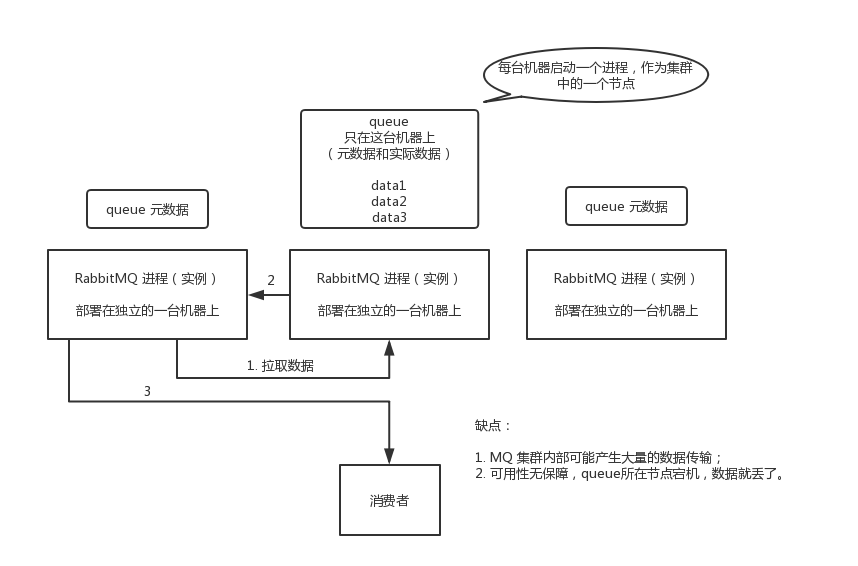 每台机器启动一个进程，作为集群
中的一个节点
queue
只在这台机器上
（元数据和实际数据）
data1
data2
data3
queue 元数据
queue 元数据
RabbitMQ 进程（实例）
部署在独立的一台机器上
2
RabbitMQ 进程（实例）
部署在独立的一台机器上
RabbitMQ 进程（实例）
部署在独立的一台机器上
1. 拉取数据
3
缺点：
1. MQ 集群内部可能产生大量的数据传输；
2. 可用性无保障，queue所在节点宕机，数据就丢了。
消费者